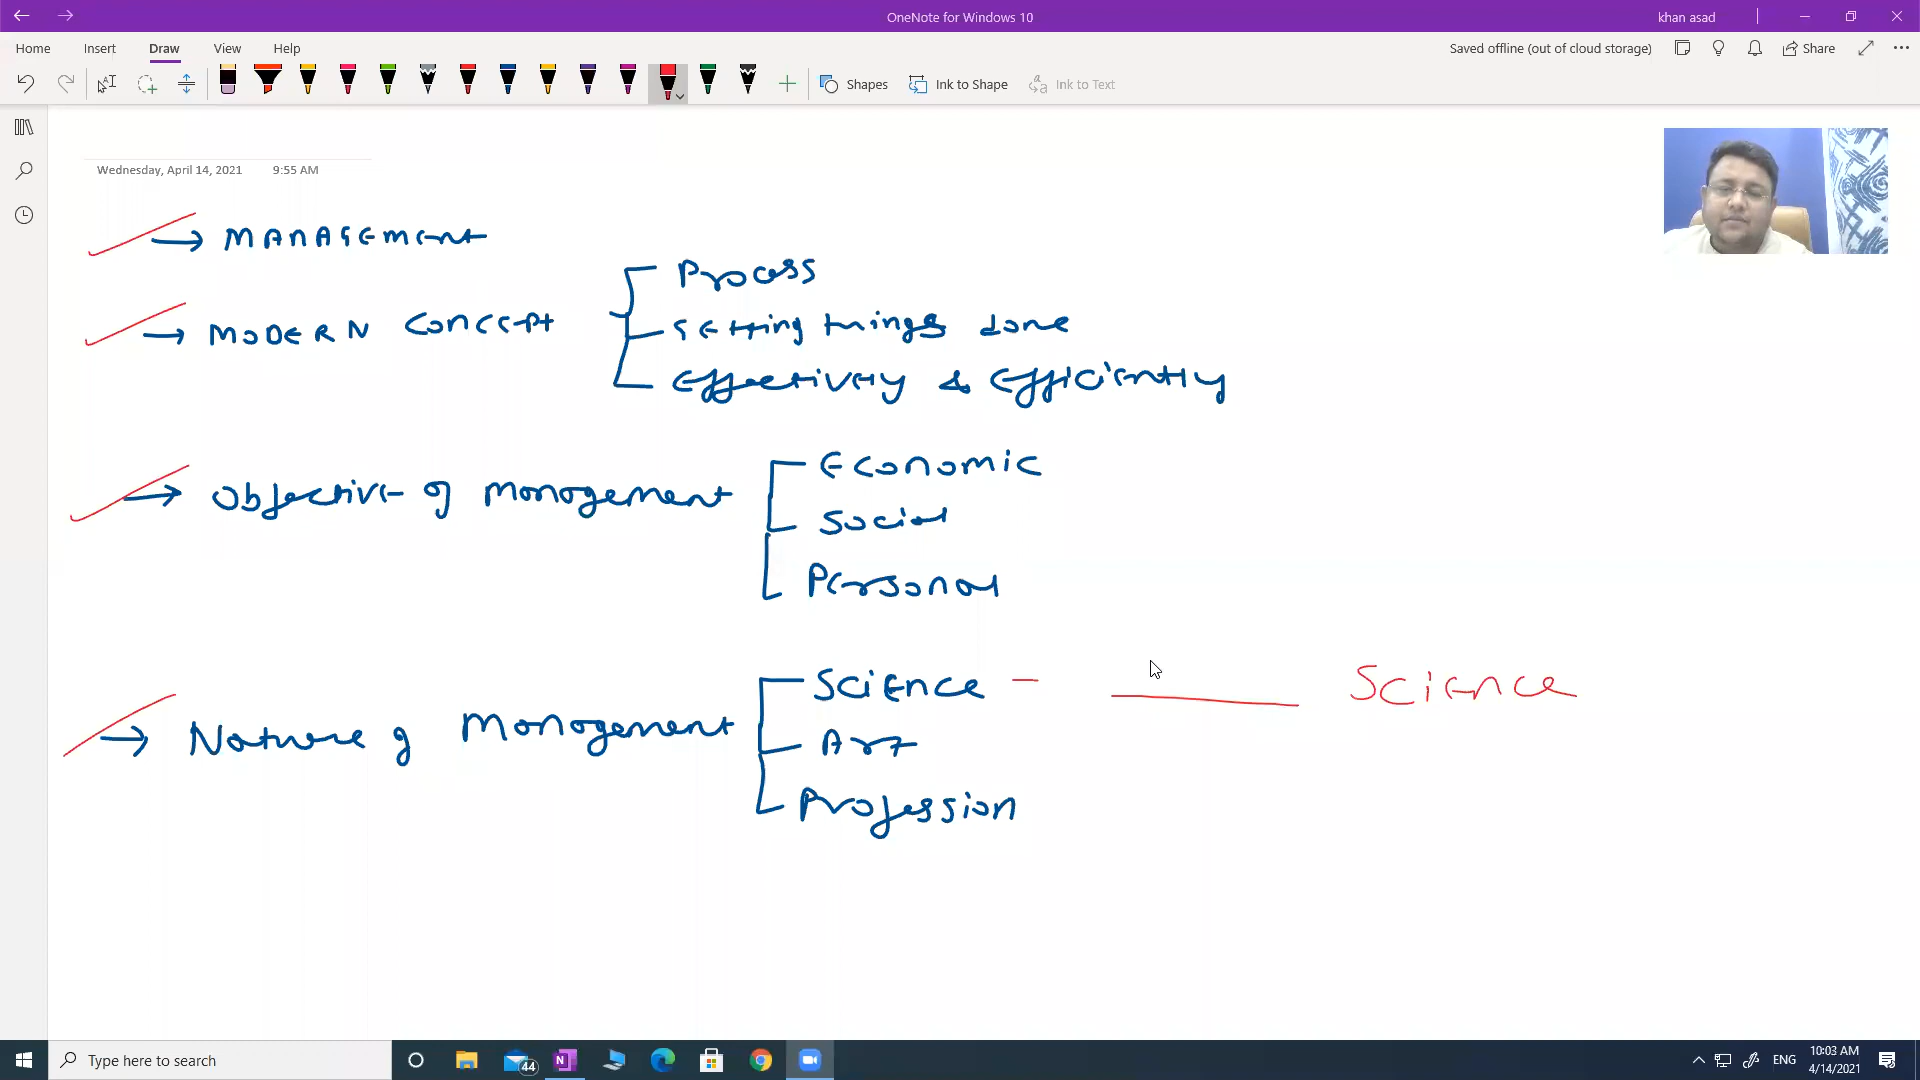 OneNote for Windows 10
khan asad
Home Insert Draw View Help
Saved offline (out of cloud storage)
Share
Shapes
Ink to Shape
Ink to Text
Wednesday, April 14, 2021 9:55 AM
→ MANAGEMENT
→ MODERN CONCEPT
Process
Getting things done
Effectively & Efficiently
→ Objective of management
Economic
Social
Personal
→ Nature of Management
Science – ____ Science
Art
Profession
Type here to search
44
ENG
10:03 AM
4/14/2021